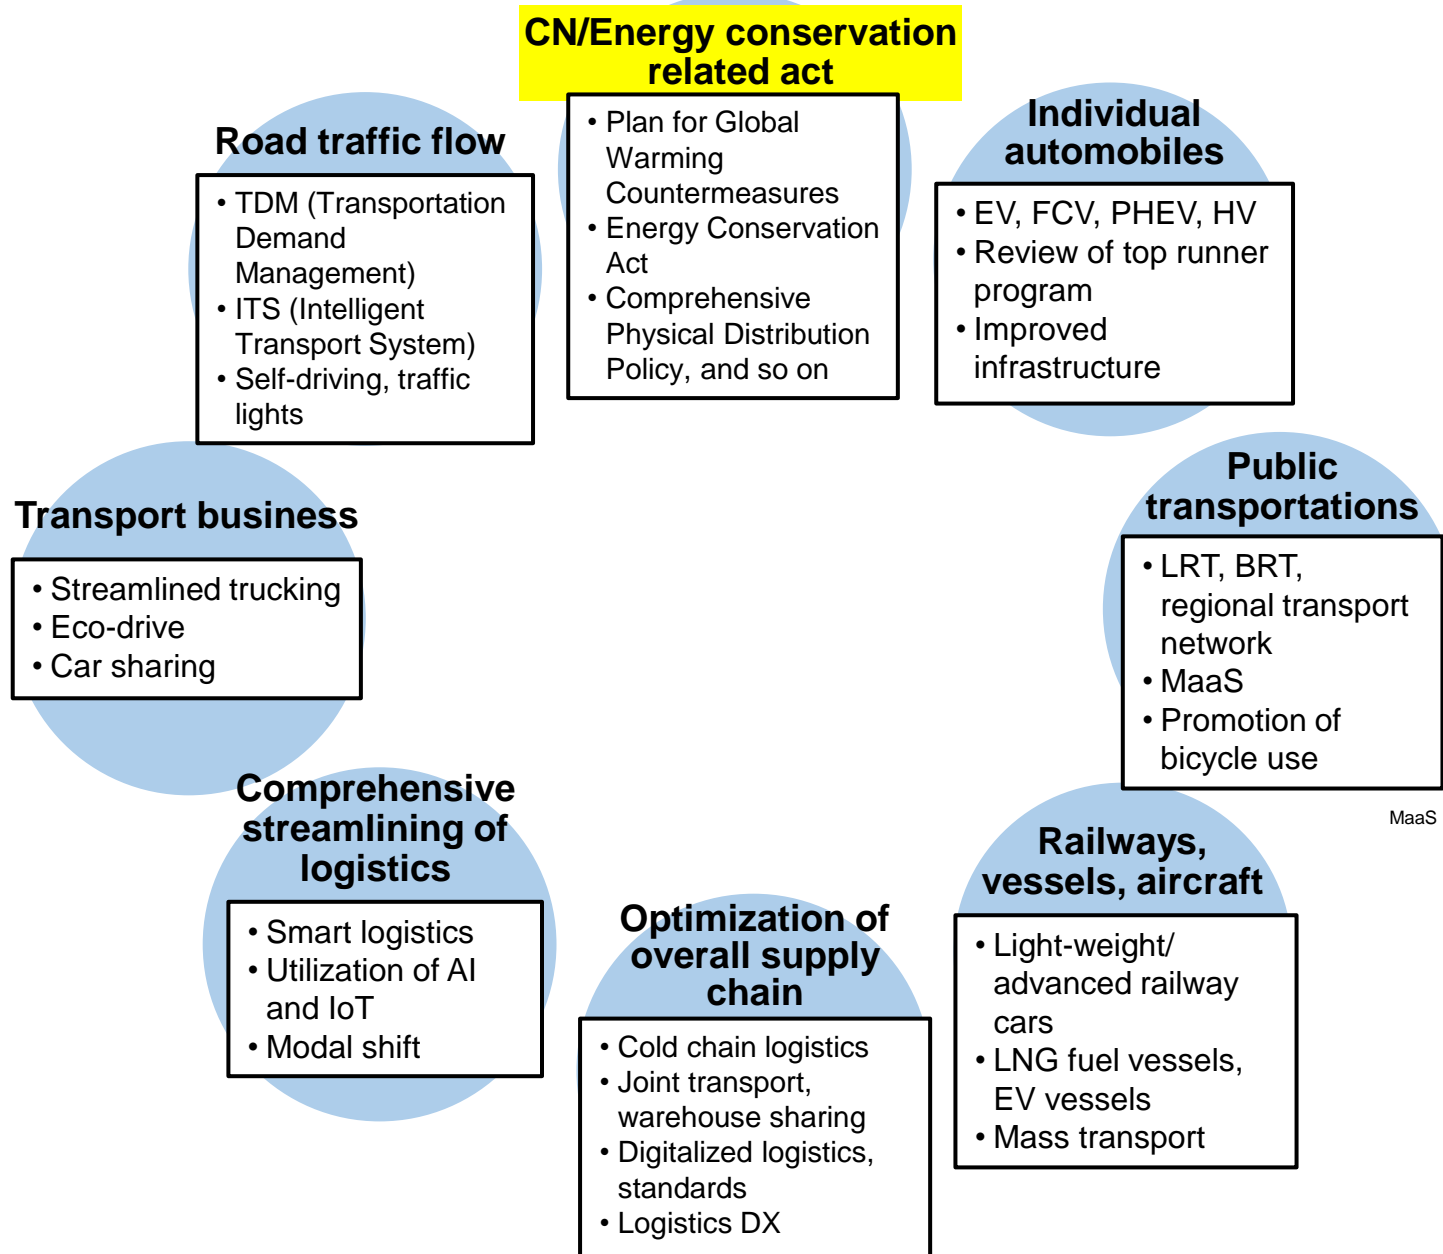 CN/Energy conservation
related act
• Plan for Global
Warming
Countermeasures
• Energy Conservation
Act
• Comprehensive
Physical Distribution
Policy, and so on
Individual
automobiles
• EV, FCV, PHEV, HV
• Review of top runner
program
• Improved
infrastructure
Public
transportations
• LRT, BRT,
regional transport
network
• MaaS
• Promotion of
bicycle use
MaaS
Railways,
vessels, aircraft
• Light-weight/
advanced railway
cars
• LNG fuel vessels,
EV vessels
• Mass transport
Optimization of
overall supply
chain
• Cold chain logistics
• Joint transport,
warehouse sharing
• Digitalized logistics,
standards
• Logistics DX
Comprehensive
streamlining of
logistics
• Smart logistics
• Utilization of AI
and IoT
• Modal shift
Transport business
• Streamlined trucking
• Eco-drive
• Car sharing
Road traffic flow
• TDM (Transportation
Demand
Management)
• ITS (Intelligent
Transport System)
• Self-driving, traffic
lights